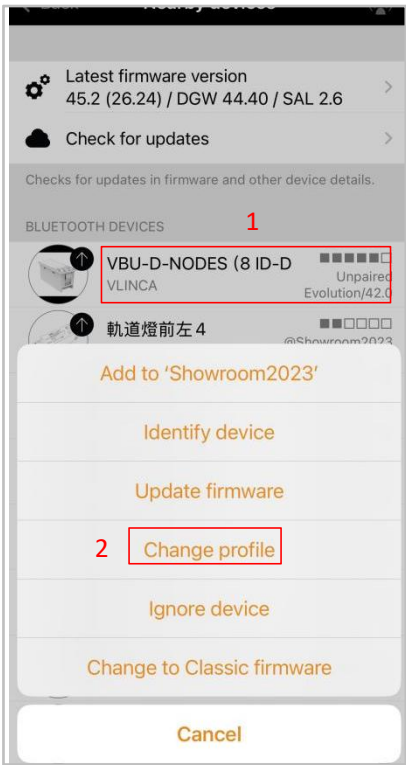 Back Nearby devices
Latest firmware version
45.2 (26.24) / DGW 44.40 / SAL 2.6
Check for updates
Checks for updates in firmware and other device details.
BLUETOOTH DEVICES
1
VBU-D-NODES (8 ID-D
VLINCA
Unpaired
Evolution/42.0
軌道燈前左4
@Showroom2023
Add to ‘Showroom2023’
Identify device
Update firmware
2
Change profile
Ignore device
Change to Classic firmware
Cancel